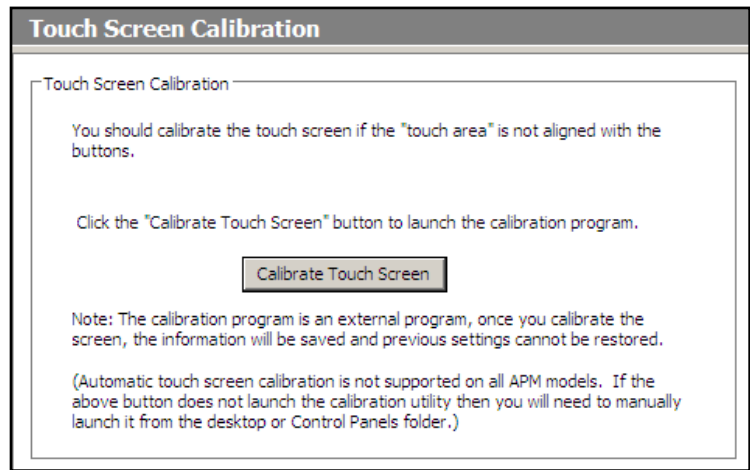 Touch Screen Calibration
Touch Screen Calibration
You should calibrate the touch screen if the "touch area" is not aligned with the
buttons.
Click the "Calibrate Touch Screen" button to launch the calibration program.
Calibrate Touch Screen
Note: The calibration program is an external program, once you calibrate the
screen, the information will be saved and previous settings cannot be restored.
(Automatic touch screen calibration is not supported on all APM models.  If the
above button does not launch the calibration utility then you will need to manually
launch it from the desktop or Control Panels folder.)